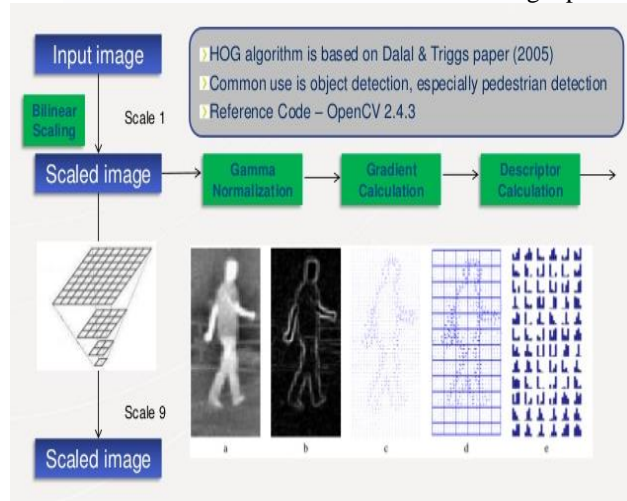 Input image
HOG algorithm is based on Dalal & Triggs paper (2005)
Common use is object detection, especially pedestrian detection
Reference Code – OpenCV 2.4.3
Bilinear
Scaling
Scale 1
Scaled image
Gamma
Normalization
Gradient
Calculation
Descriptor
Calculation
Scale 9
Scaled image
a
b
c
d
e